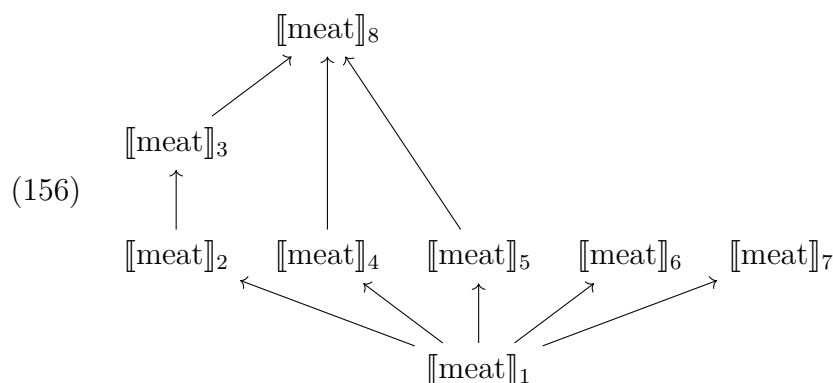 ⟦meat⟧₈
⟦meat⟧₃
(156)
⟦meat⟧₂ ⟦meat⟧₄ ⟦meat⟧₅ ⟦meat⟧₆ ⟦meat⟧₇
⟦meat⟧₁